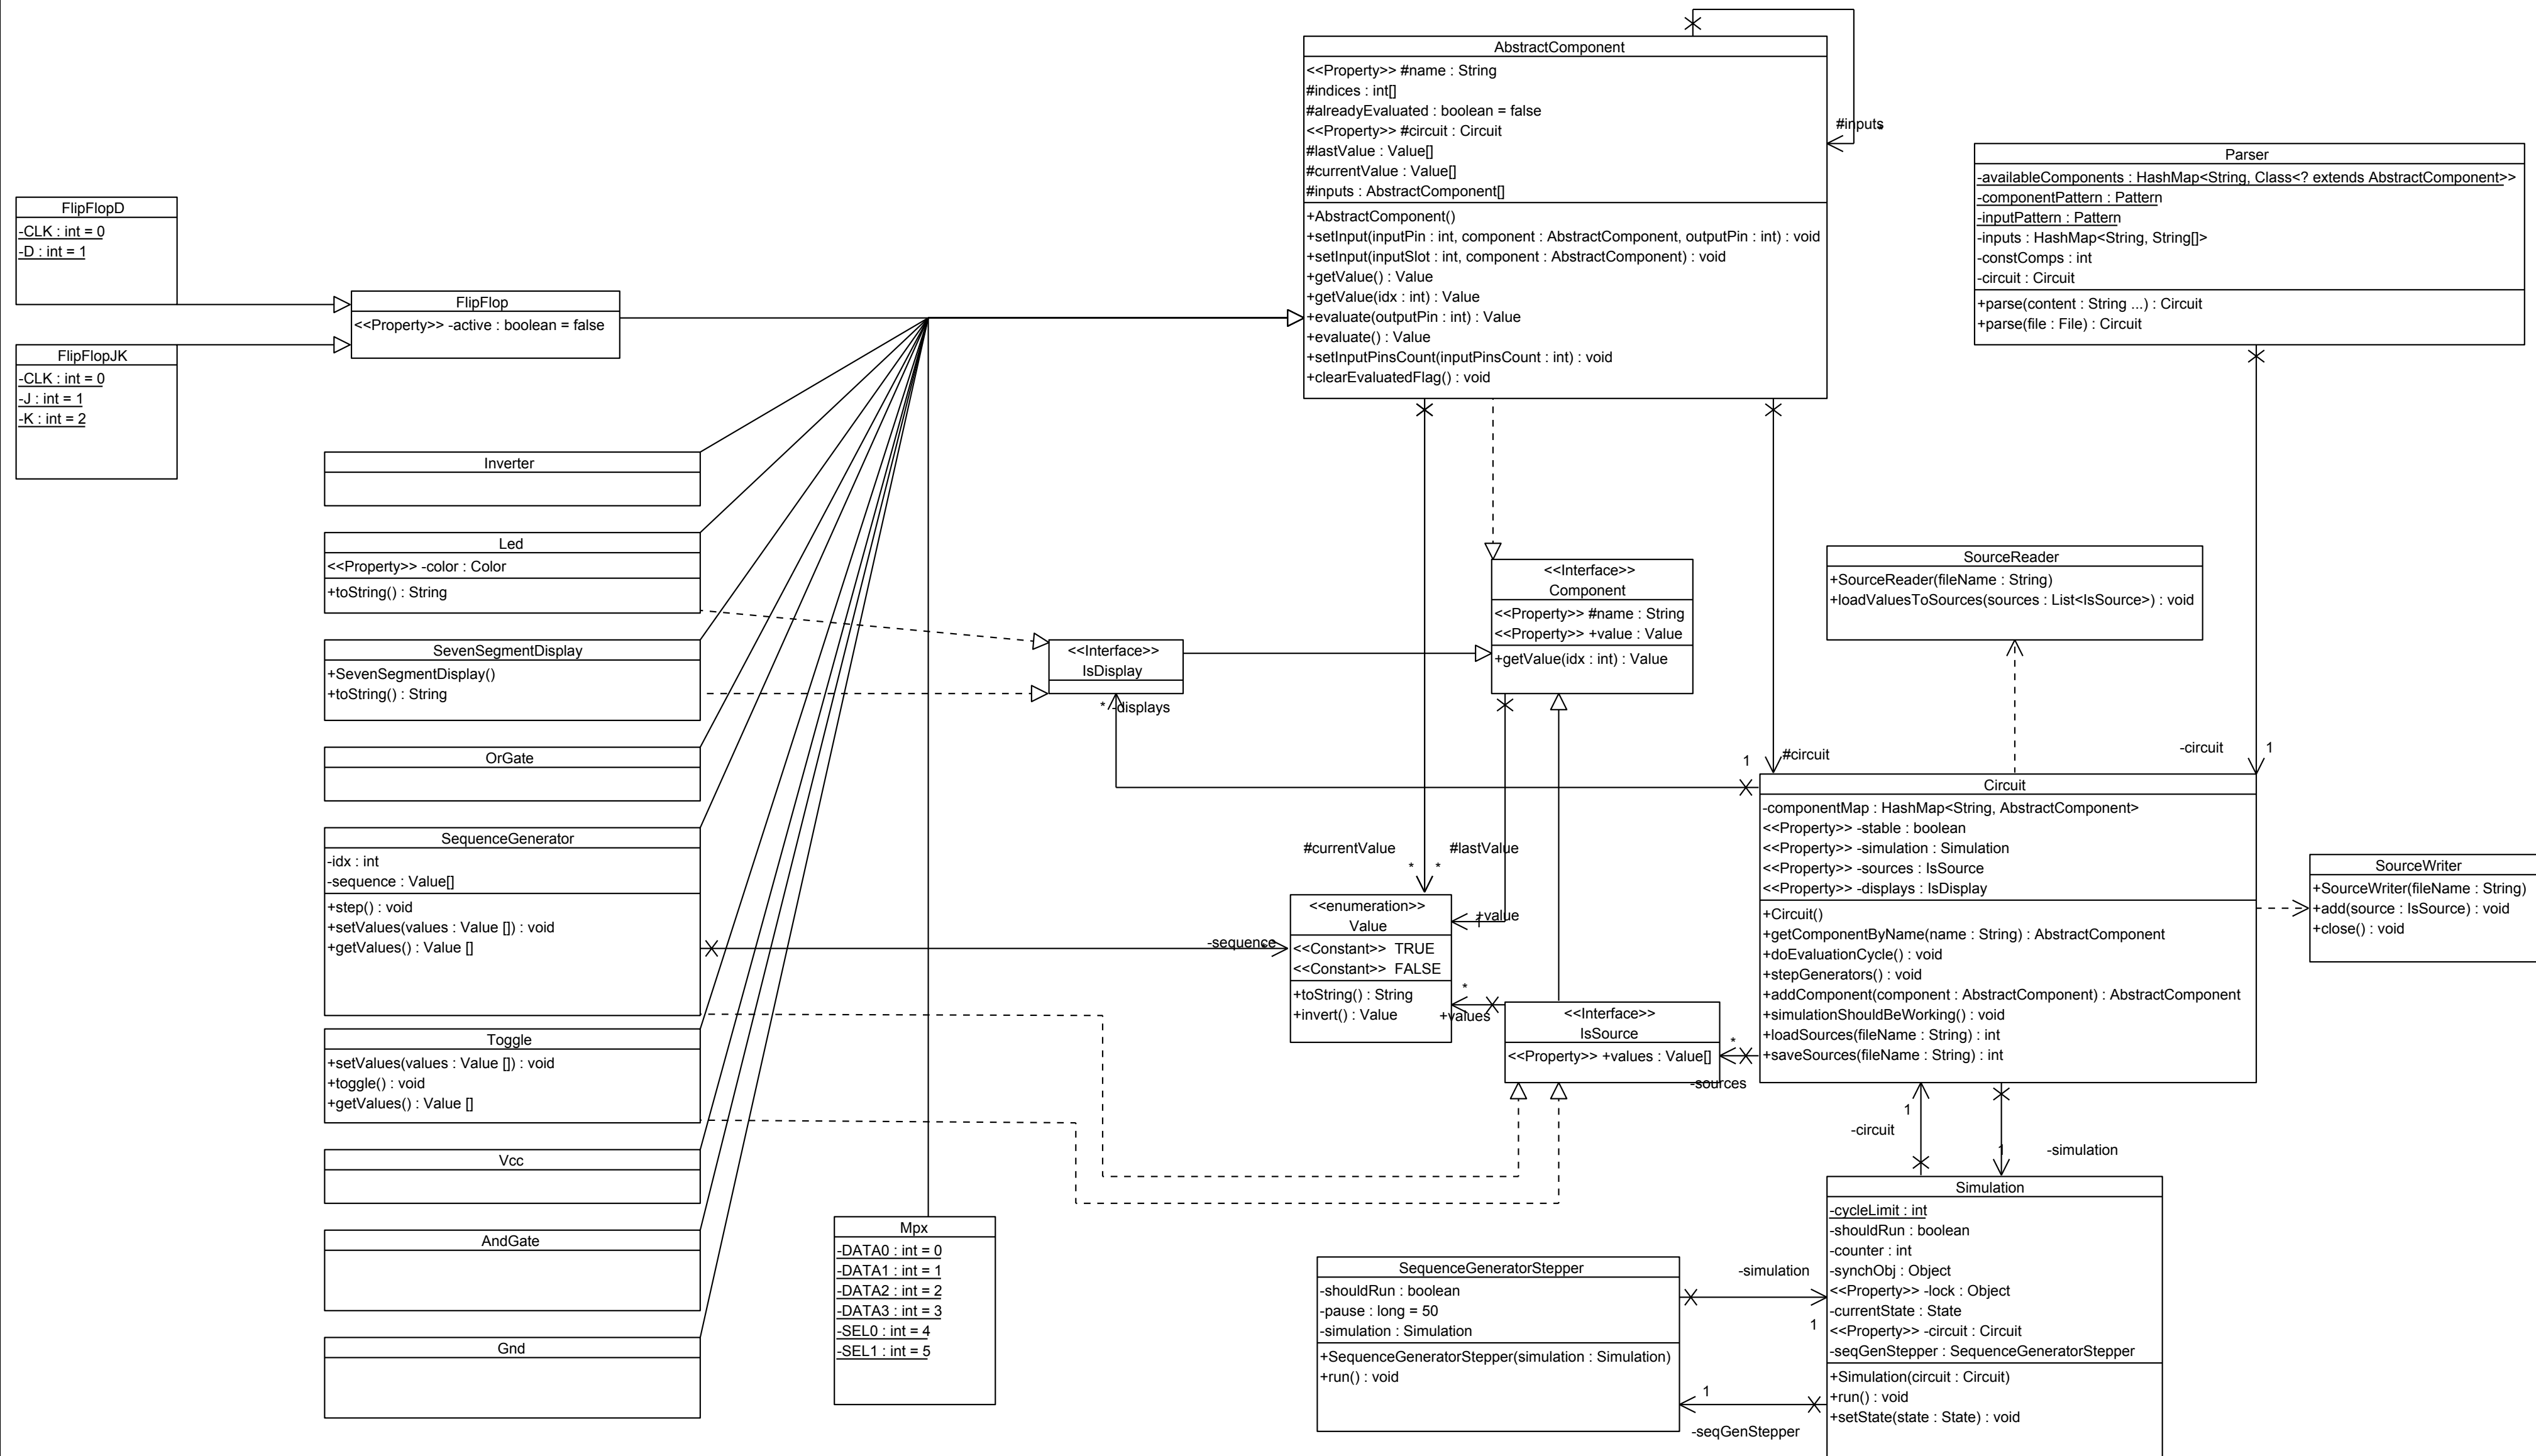 AbstractComponent
<<Property>> #name : String
#indices : int[]
#alreadyEvaluated : boolean = false
<<Property>> #circuit : Circuit
#lastValue : Value[]
#currentValue : Value[]
#inputs : AbstractComponent[]
+AbstractComponent()
+setInput(inputPin : int, component : AbstractComponent, outputPin : int) : void
+setInput(inputSlot : int, component : AbstractComponent) : void
+getValue() : Value
+getValue(idx : int) : Value
+evaluate(outputPin : int) : Value
+evaluate() : Value
+setInputPinsCount(inputPinsCount : int) : void
+clearEvaluatedFlag() : void
#inputs
*
Parser
-availableComponents : HashMap<String, Class<? extends AbstractComponent>>
-componentPattern : Pattern
-inputPattern : Pattern
-inputs : HashMap<String, String[]>
-constComps : int
-circuit : Circuit
+parse(content : String ...) : Circuit
+parse(file : File) : Circuit
FlipFlopD
-CLK : int = 0
-D : int = 1
FlipFlop
<<Property>> -active : boolean = false
FlipFlopJK
-CLK : int = 0
-J : int = 1
-K : int = 2
Inverter
Led
<<Property>> -color : Color
+toString() : String
SevenSegmentDisplay
+SevenSegmentDisplay()
+toString() : String
OrGate
SequenceGenerator
-idx : int
-sequence : Value[]
+step() : void
+setValues(values : Value []) : void
+getValues() : Value []
Toggle
+setValues(values : Value []) : void
+toggle() : void
+getValues() : Value []
Vcc
AndGate
Gnd
Mpx
-DATA0 : int = 0
-DATA1 : int = 1
-DATA2 : int = 2
-DATA3 : int = 3
-SEL0 : int = 4
-SEL1 : int = 5
<<Interface>>
IsDisplay
* -displays
<<Interface>>
Component
<<Property>> #name : String
<<Property>> +value : Value
+getValue(idx : int) : Value
SourceReader
+SourceReader(fileName : String)
+loadValuesToSources(sources : List<IsSource>) : void
1
#circuit
-circuit
1
Circuit
-componentMap : HashMap<String, AbstractComponent>
<<Property>> -stable : boolean
<<Property>> -simulation : Simulation
<<Property>> -sources : IsSource
<<Property>> -displays : IsDisplay
+Circuit()
+getComponentByName(name : String) : AbstractComponent
+doEvaluationCycle() : void
+stepGenerators() : void
+addComponent(component : AbstractComponent) : AbstractComponent
+simulationShouldBeWorking() : void
+loadSources(fileName : String) : int
+saveSources(fileName : String) : int
SourceWriter
+SourceWriter(fileName : String)
+add(source : IsSource) : void
+close() : void
#currentValue
#lastValue
*
*
<<enumeration>>
Value
<<Constant>> TRUE
<<Constant>> FALSE
+toString() : String
+invert() : Value
+value
1
-sequence
*
*
+values
<<Interface>>
IsSource
<<Property>> +values : Value[]
*
-sources
1
-circuit
1
-simulation
Simulation
-cycleLimit : int
-shouldRun : boolean
-counter : int
-synchObj : Object
<<Property>> -lock : Object
-currentState : State
<<Property>> -circuit : Circuit
-seqGenStepper : SequenceGeneratorStepper
+Simulation(circuit : Circuit)
+run() : void
+setState(state : State) : void
SequenceGeneratorStepper
-shouldRun : boolean
-pause : long = 50
-simulation : Simulation
+SequenceGeneratorStepper(simulation : Simulation)
+run() : void
-simulation
1
1
-seqGenStepper